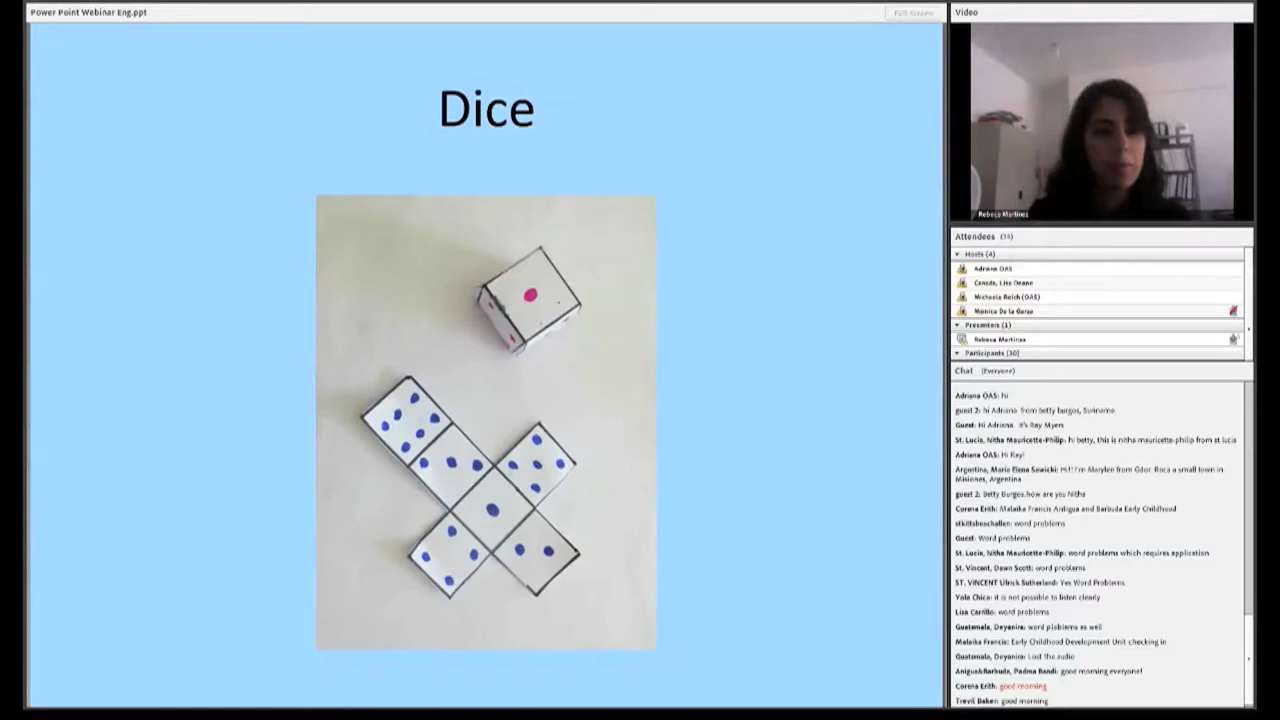 Power Point Webinar Eng.ppt
Full Screen
Dice
Video
Rebeca Martinez
Attendees (35)
Hosts (4)
Adriana OAS
Canada, Lisa Deane
Michaela Reich (OAS)
Monica De la Garza
Presenters (1)
Rebeca Martinez
Participants (30)
Chat (Everyone)
Adriana OAS: hi
guest 2: hi Adriana from betty burgos, Suriname
Guest: Hi Adriana. It's Ray Myers
St. Lucia, Nitha Mauricette-Philip: hi betty, this is nitha mauricette-philip from st lucia
Adriana OAS: Hi Ray!
Argentina, Maria Elena Sawicki: Hi!! I'm Marylen from Gdor. Roca a small town in
Misiones, Argentina
guest 2: Betty Burgos.how are you Nitha
Corena Erith: Malaika Francis Antigua and Barbuda Early Childhood
stkittsbeachallen: word problems
Guest: Word problems
St. Lucia, Nitha Mauricette-Philip: word problems which requires application
St. Vincent, Dawn Scott: word problems
ST. VINCENT Ulrick Sutherland: Yes Word Problems
Yola Chica: it is not possible to listen clearly
Lisa Carrillo: word problems
Guatemala, Deyanira: word ploblems as well
Malaika Francis: Early Childhood Development Unit checking in
Guatemala, Deyanira: Lost the audio
Anigua&Barbuda, Padma Bandi: good morning everyone!
Corena Erith: good morning
Trevil Baker: good morning